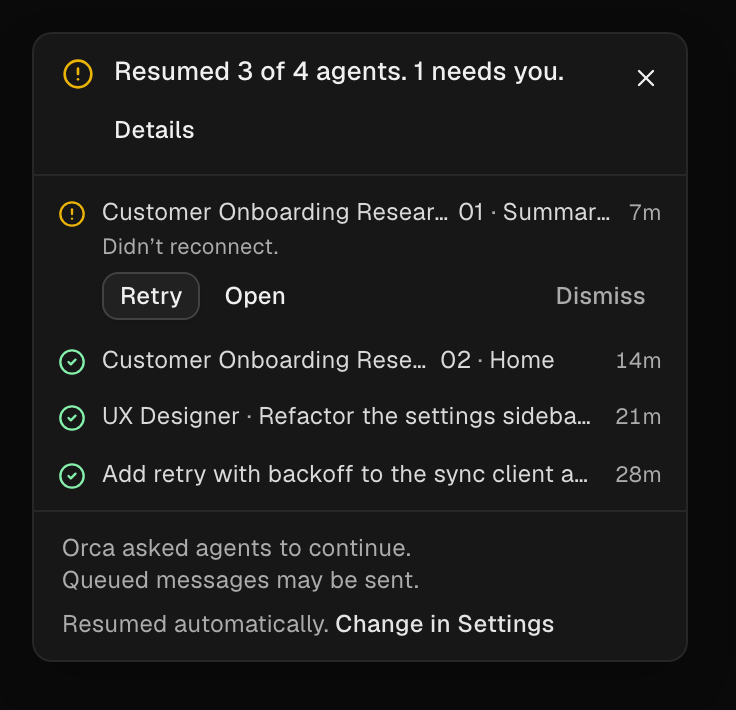 Resumed 3 of 4 agents. 1 needs you.
Details
Customer Onboarding Resear… 01 · Summar… 7m
Didn’t reconnect.
Retry Open Dismiss
Customer Onboarding Rese… 02 · Home 14m
UX Designer · Refactor the settings sideba… 21m
Add retry with backoff to the sync client a… 28m
Orca asked agents to continue.
Queued messages may be sent.
Resumed automatically. Change in Settings